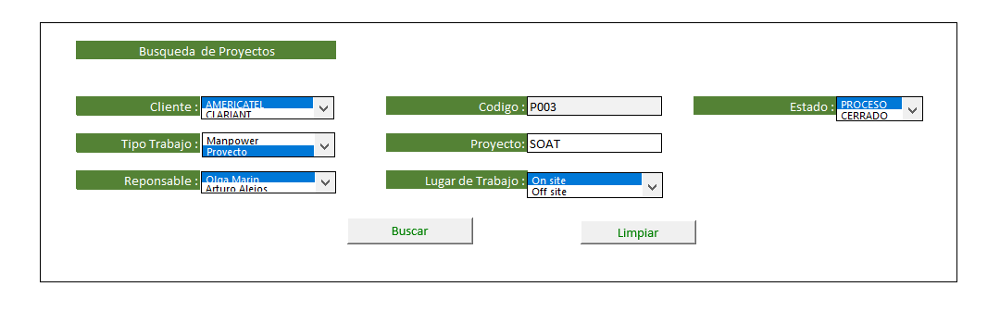 Busqueda de Proyectos
Cliente : AMERICATEL
CLARIANT
Codigo : P003
Estado : PROCESO
CERRADO
Tipo Trabajo : Manpower
Proyecto
Proyecto: SOAT
Reponsable : Olga Marin
Arturo Alejos
Lugar de Trabajo : On site
Off site
Buscar
Limpiar